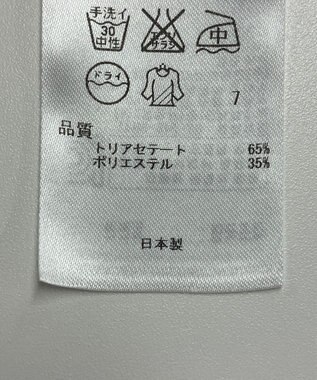 手洗イ
30
中性
エンソ
サラシ
中
ドライ
7
品質
トリアセテート 65%
ポリエステル 35%
日本製